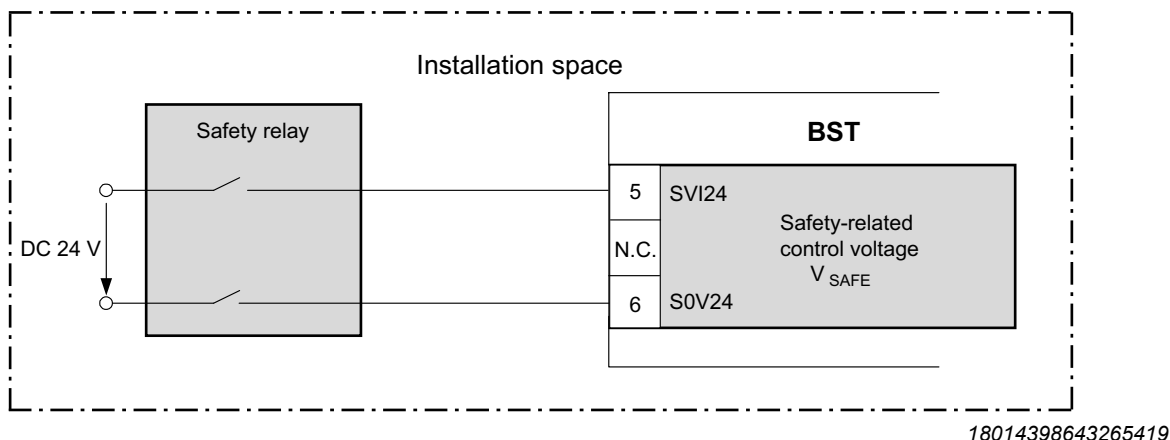 Installation space
Safety relay
BST
DC 24 V
5
SVI24
N.C.
6
S0V24
Safety-related
control voltage
V SAFE
18014398643265419